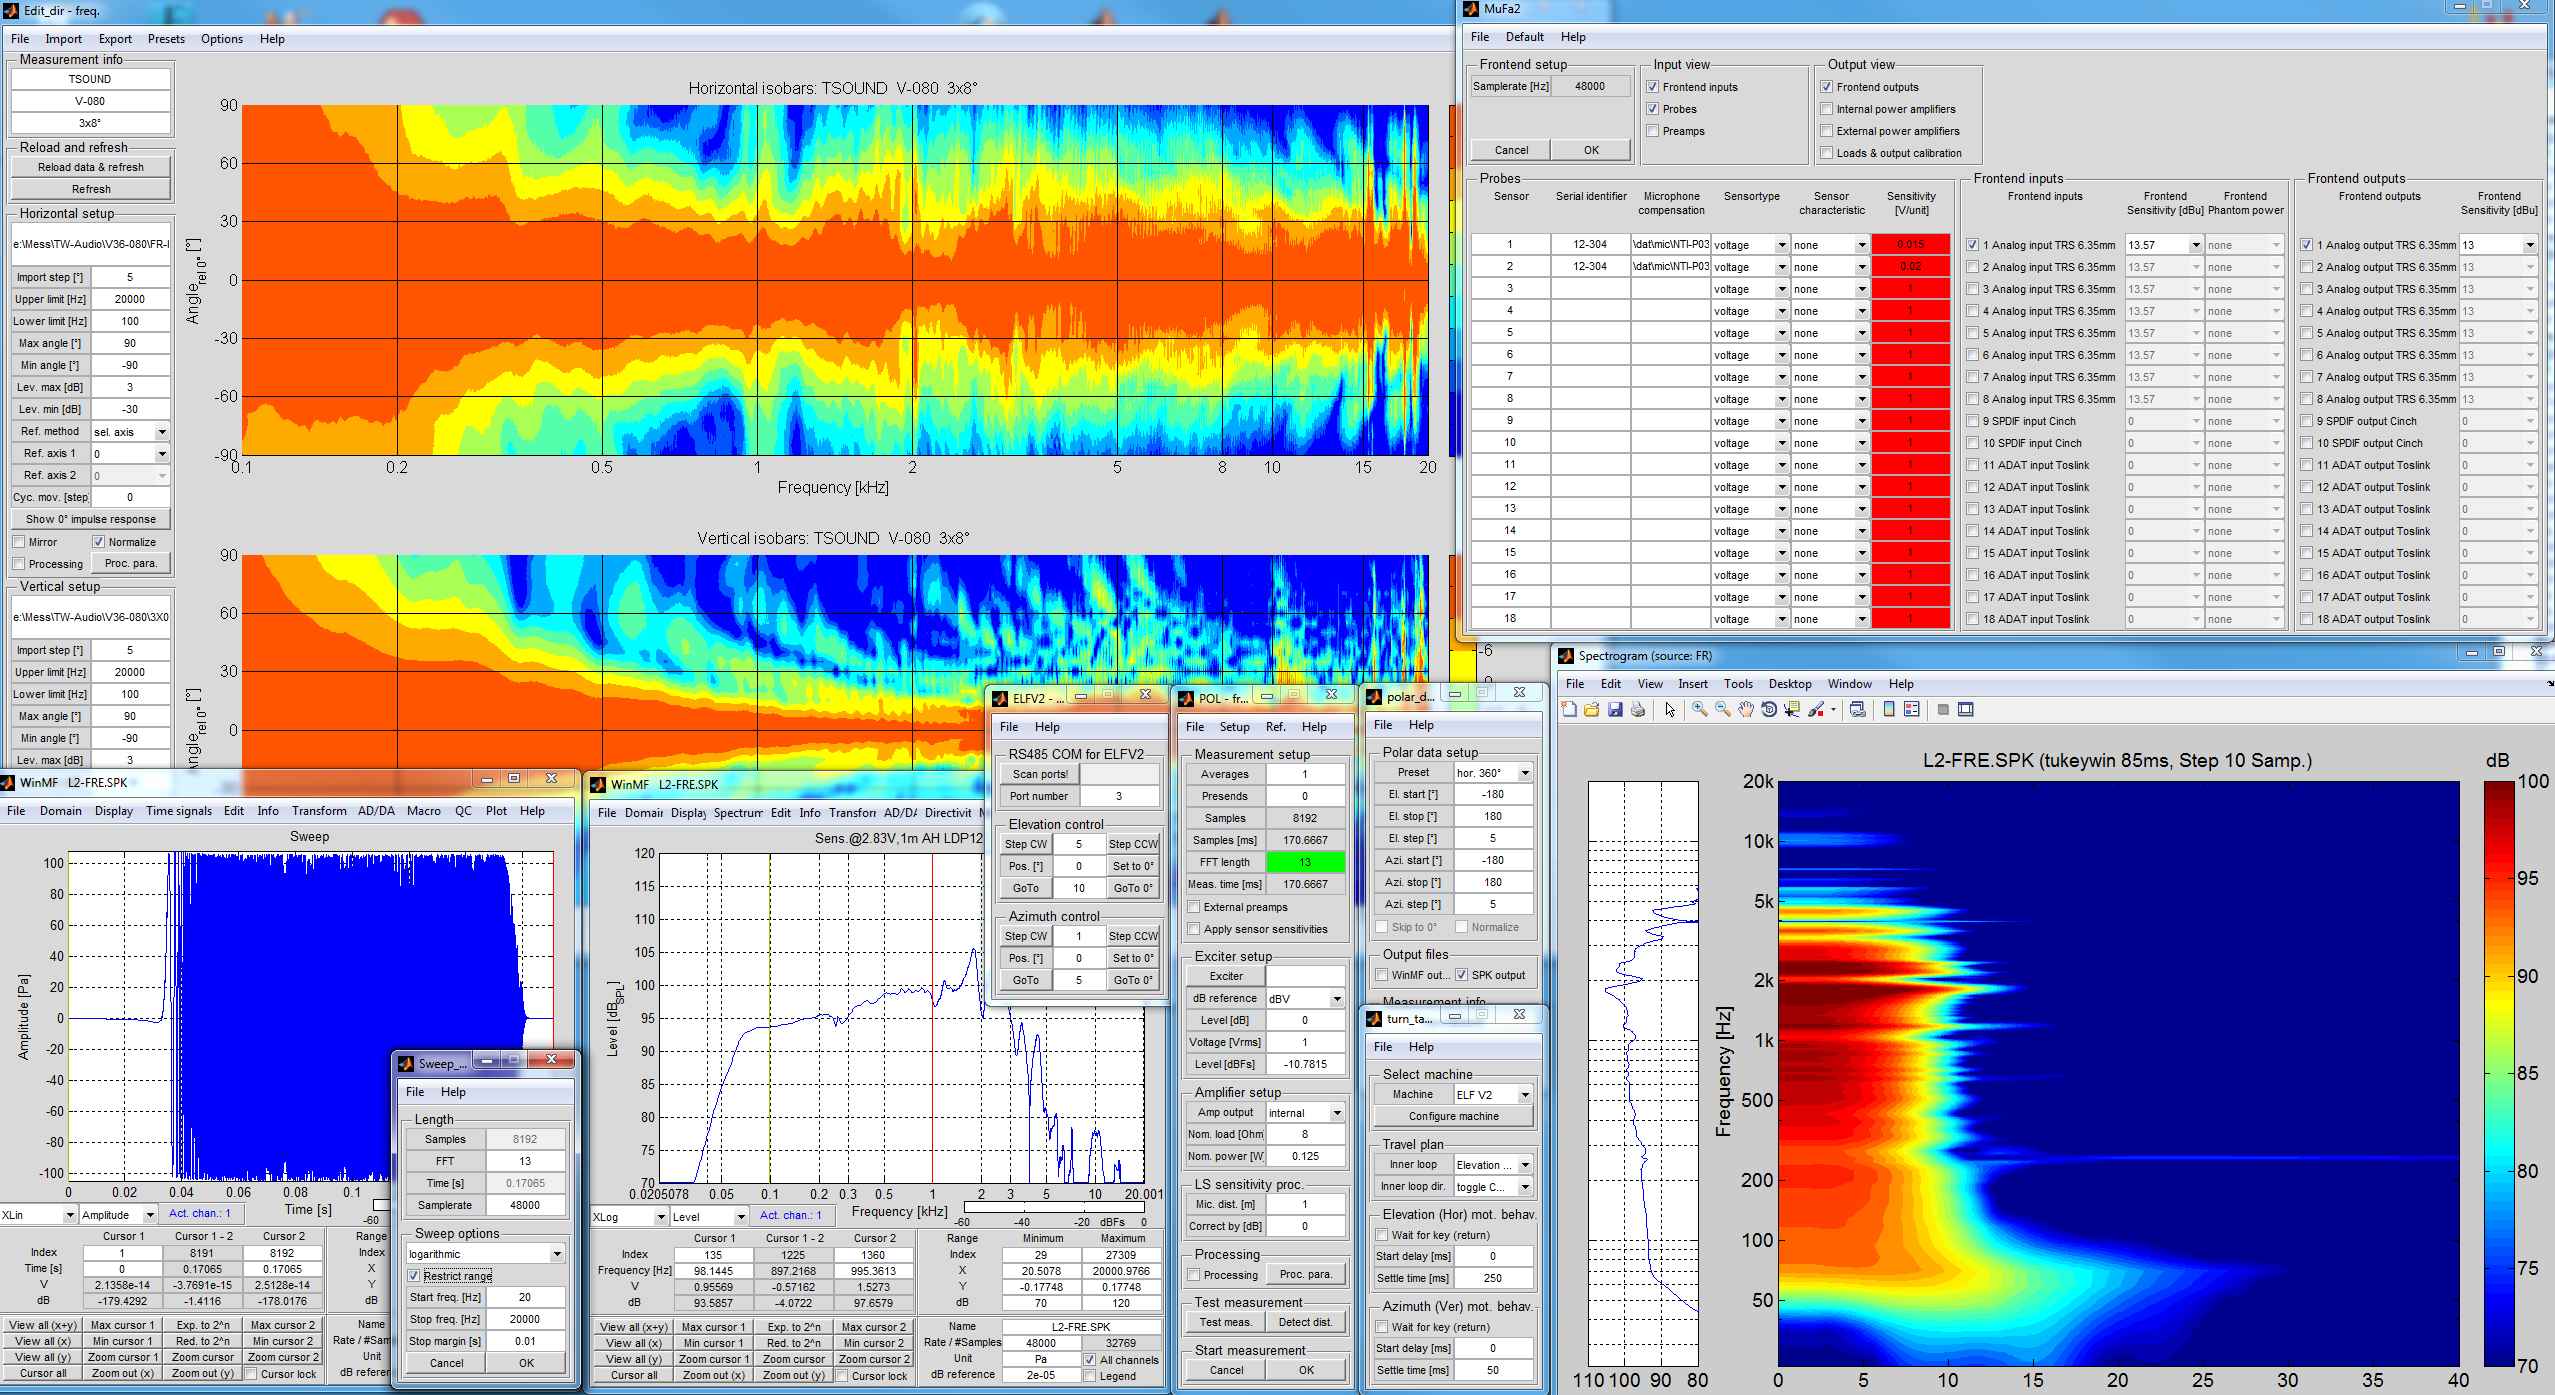 Edit_dir - freq.
File Import Export Presets Options Help
Measurement info
TSOUND
V-080
3x8°
Reload and refresh
Reload data & refresh
Refresh
Horizontal setup
e:\Mess\TW-Audio\V36-080\FR-
Import step [°] 5
Upper limit [Hz] 20000
Lower limit [Hz] 100
Max angle [°] 90
Min angle [°] -90
Lev. max [dB] 3
Lev. min [dB] -30
Ref. method sel. axis
Ref. axis 1 0
Ref. axis 2 0
Cyc. mov. [step] 0
Show 0° impulse response
Mirror Normalize
Processing Proc. para.
Vertical setup
e:\Mess\TW-Audio\V36-080\3X0
Import step [°] 5
Upper limit [Hz] 20000
Lower limit [Hz] 100
Max angle [°] 90
Min angle [°] -90
Lev. max [dB] 3
Horizontal isobars: TSOUND V-080 3x8°
90
60
30
0
-30
-60
-90
Angle rel 0° [°]
0.1 0.2 0.5 1 2 5 8 10 15 20
Frequency [kHz]
Vertical isobars: TSOUND V-080 3x8°
90
60
30
0
Angle rel 0° [°]
-6
MuFa2
File Default Help
Frontend setup
Samplerate [Hz] 48000
Cancel OK
Input view
Frontend inputs
Probes
Preamps
Output view
Frontend outputs
Internal power amplifiers
External power amplifiers
Loads & output calibration
Probes
Sensor Serial identifier Microphone compensation Sensortype Sensor characteristic Sensitivity [V/unit]
1 12-304 \dat\mic\NTI-P03 voltage none 0.015
2 12-304 \dat\mic\NTI-P03 voltage none 0.02
3 voltage none 1
4 voltage none 1
5 voltage none 1
6 voltage none 1
7 voltage none 1
8 voltage none 1
9 voltage none 1
10 voltage none 1
11 voltage none 1
12 voltage none 1
13 voltage none 1
14 voltage none 1
15 voltage none 1
16 voltage none 1
17 voltage none 1
18 voltage none 1
Frontend inputs
Frontend inputs Frontend Sensitivity [dBu] Frontend Phantom power
1 Analog input TRS 6.35mm 13.57 none
2 Analog input TRS 6.35mm 13.57 none
3 Analog input TRS 6.35mm 13.57 none
4 Analog input TRS 6.35mm 13.57 none
5 Analog input TRS 6.35mm 13.57 none
6 Analog input TRS 6.35mm 13.57 none
7 Analog input TRS 6.35mm 13.57 none
8 Analog input TRS 6.35mm 13.57 none
9 SPDIF input Cinch 0 none
10 SPDIF input Cinch 0 none
11 ADAT input Toslink 0 none
12 ADAT input Toslink 0 none
13 ADAT input Toslink 0 none
14 ADAT input Toslink 0 none
15 ADAT input Toslink 0 none
16 ADAT input Toslink 0 none
17 ADAT input Toslink 0 none
18 ADAT input Toslink 0 none
Frontend outputs
Frontend outputs Frontend Sensitivity [dBu]
1 Analog output TRS 6.35mm 13
2 Analog output TRS 6.35mm 13
3 Analog output TRS 6.35mm 13
4 Analog output TRS 6.35mm 13
5 Analog output TRS 6.35mm 13
6 Analog output TRS 6.35mm 13
7 Analog output TRS 6.35mm 13
8 Analog output TRS 6.35mm 13
9 SPDIF output Cinch 0
10 SPDIF output Cinch 0
11 ADAT output Toslink 0
12 ADAT output Toslink 0
13 ADAT output Toslink 0
14 ADAT output Toslink 0
15 ADAT output Toslink 0
16 ADAT output Toslink 0
17 ADAT output Toslink 0
18 ADAT output Toslink 0
WinMF L2-FRE.SPK
File Domain Display Time signals Edit Info Transform AD/DA Macro QC Plot Help
Sweep
100
80
60
40
20
0
-20
-40
-60
-80
-100
Amplitude [Pa]
0 0.02 0.04 0.06 0.08 0.1
XLin Amplitude Act. chan.: 1 Time [s] -60
Cursor 1 Cursor 1 - 2 Cursor 2 Range
Index 1 8191 8192 Index
Time [s] 0 0.17065 0.17065 X
V 2.1358e-14 -3.7691e-15 2.5128e-14 Y
dB -179.4292 -1.4116 -178.0176 dB
View all (x+y) Max cursor 1 Exp. to 2^n Max cursor 2 Name
View all (x) Min cursor 1 Red. to 2^n Min cursor 2 Rate / #Sam
View all (y) Zoom cursor 1 Zoom cursor Zoom cursor 2 Unit
Cursor all Zoom out (x) Zoom out (y) Cursor lock dB referen
Sweep_...
File Help
Length
Samples 8192
FFT 13
Time [s] 0.17065
Samplerate 48000
Sweep options
logarithmic
Restrict range
Start freq. [Hz] 20
Stop freq. [Hz] 20000
Stop margin [s] 0.01
Cancel OK
WinMF L2-FRE.SPK
File Domair Display Spectrum Edit Info Transforn AD/DA Directivit
Sens.@2.83V,1m AH LDP12
120
115
110
105
100
95
90
85
80
75
70
Level [dB SPL]
0.0205078 0.05 0.1 0.2 0.3 0.5 1 2 3 5 10 20.001
XLog Level Act. chan.: 1 Frequency [kHz] -60 -40 -20 dBFs 0
Cursor 1 Cursor 1 - 2 Cursor 2 Range Minimum Maximum
Index 135 1225 1360 Index 29 27309
Frequency [Hz] 98.1445 897.2168 995.3613 X 20.5078 20000.9766
V 0.95569 -0.57162 1.5273 Y -0.17748 0.17748
dB 93.5857 -4.0722 97.6579 dB 70 120
View all (x+y) Max cursor 1 Exp. to 2^n Max cursor 2 Name L2-FRE.SPK
View all (x) Min cursor 1 Red. to 2^n Min cursor 2 Rate / #Samples 48000 32769
View all (y) Zoom cursor 1 Zoom cursor Zoom cursor 2 Unit Pa All channels
Cursor all Zoom out (x) Zoom out (y) Cursor lock dB reference 2e-05 Legend
ELFV2 - ...
File Help
RS485 COM for ELFV2
Scan ports!
Port number 3
Elevation control
Step CW 5 Step CCW
Pos. [°] 0 Set to 0°
GoTo 10 GoTo 0°
Azimuth control
Step CW 1 Step CCW
Pos. [°] 0 Set to 0°
GoTo 5 GoTo 0°
POL - fr...
File Setup Ref. Help
Measurement setup
Averages 1
Presends 0
Samples 8192
Samples [ms] 170.6667
FFT length 13
Meas. time [ms] 170.6667
External preamps
Apply sensor sensitivities
Exciter setup
Exciter
dB reference dBV
Level [dB] 0
Voltage [Vrms] 1
Level [dBFs] -10.7815
Amplifier setup
Amp output internal
Nom. load [Ohm] 8
Nom. power [W] 0.125
LS sensitivity proc.
Mic. dist. [m] 1
Correct by [dB] 0
Processing
Processing Proc. para.
Test measurement
Test meas. Detect dist.
Start measurement
Cancel OK
polar_d...
File Help
Polar data setup
Preset hor. 360°
El. start [°] -180
El. stop [°] 180
El. step [°] 5
Azi. start [°] -180
Azi. stop [°] 180
Azi. step [°] 5
Skip to 0° Normalize
Output files
WinMF out... SPK output
Measurement info
turn_ta...
File Help
Select machine
Machine ELF V2
Configure machine
Travel plan
Inner loop Elevation ...
Inner loop dir. toggle C...
Elevation (Hor) mot. behav.
Wait for key (return)
Start delay [ms] 0
Settle time [ms] 250
Azimuth (Ver) mot. behav.
Wait for key (return)
Start delay [ms] 0
Settle time [ms] 50
Spectrogram (source: FR)
File Edit View Insert Tools Desktop Window Help
L2-FRE.SPK (tukeywin 85ms, Step 10 Samp.)
dB
20k
10k
5k
2k
1k
500
200
100
50
Frequency [Hz]
110 100 90 80
0 5 10 15 20 25 30 35 40
100
95
90
85
80
75
70